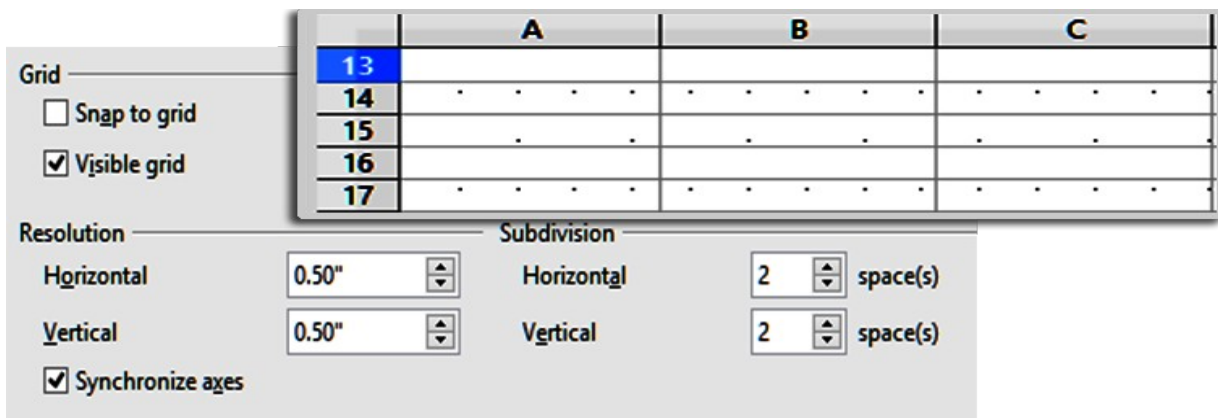 A B C
13
14
15
16
17
Grid
Snap to grid
Visible grid
Resolution Subdivision
Horizontal 0.50" Horizontal 2 space(s)
Vertical 0.50" Vertical 2 space(s)
Synchronize axes